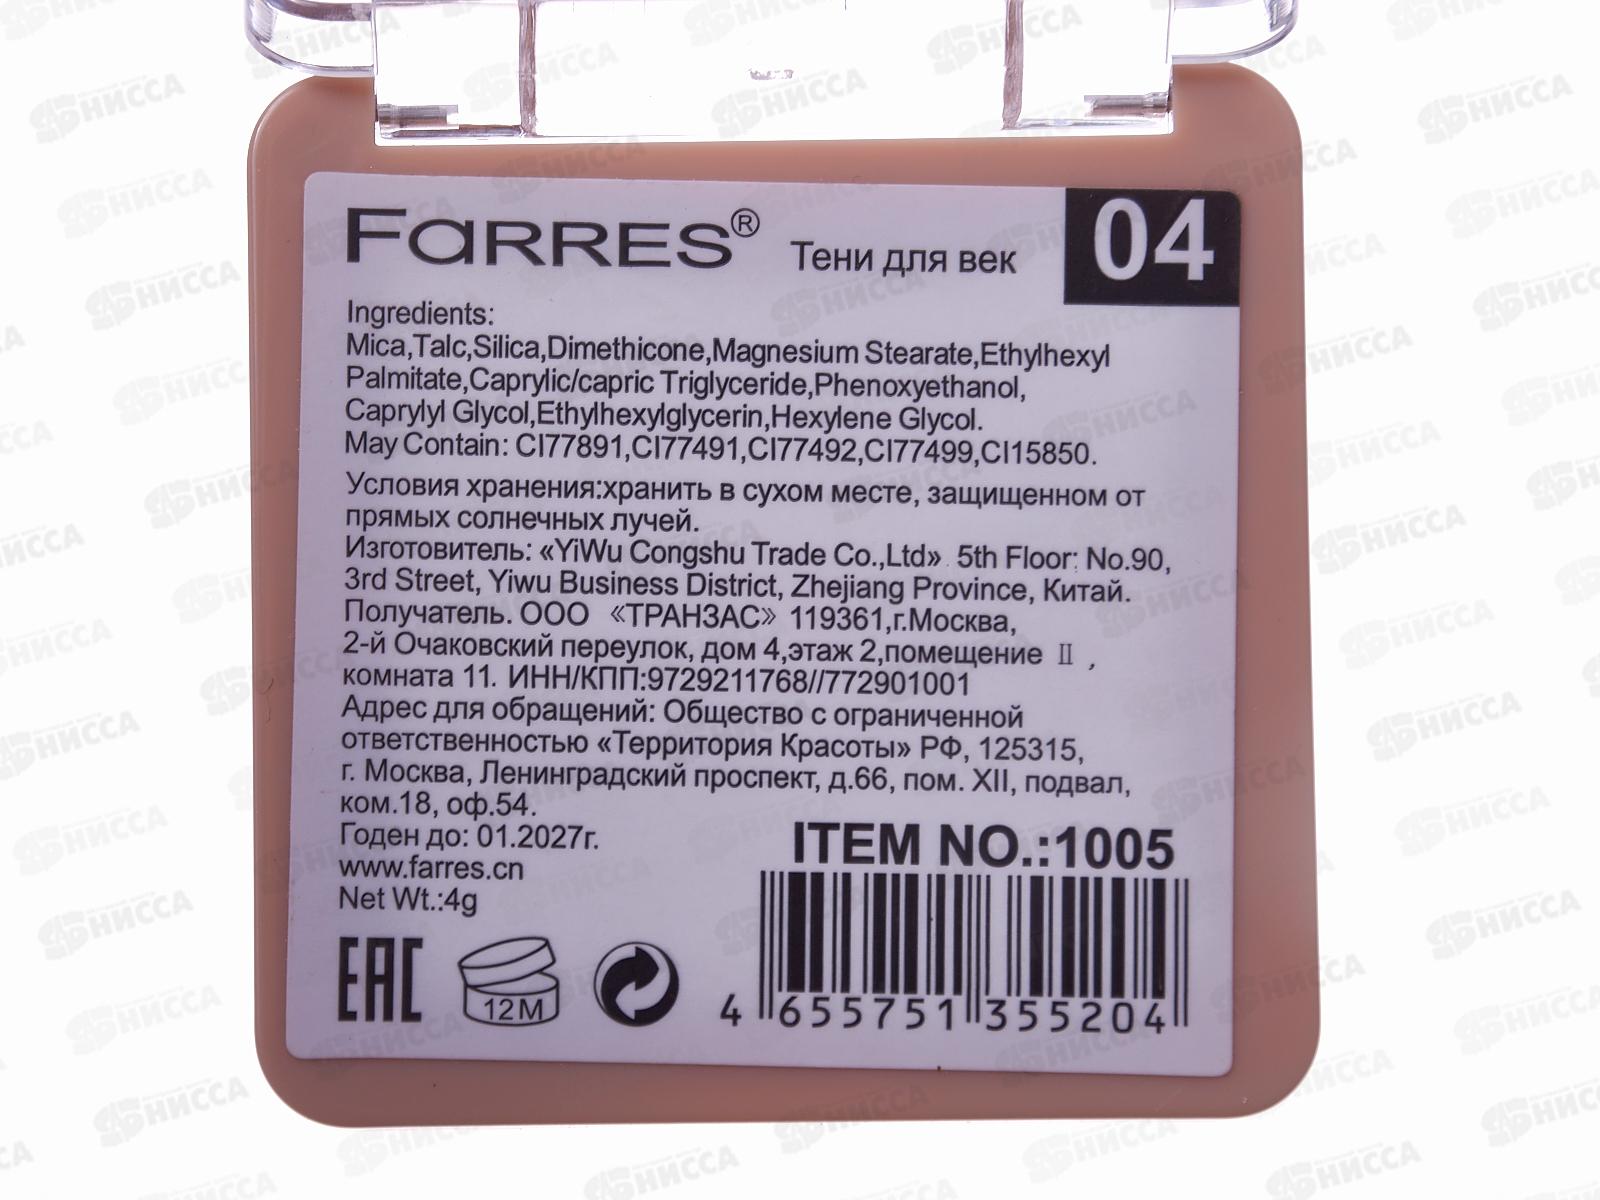 FARRES®
Тени для век
04
Ingredients:
Mica,Talc,Silica,Dimethicone,Magnesium Stearate,Ethylhexyl
Palmitate,Caprylic/capric Triglyceride,Phenoxyethanol,
Caprylyl Glycol,Ethylhexylglycerin,Hexylene Glycol.
May Contain: CI77891,CI77491,CI77492,CI77499,CI15850.
Условия хранения:хранить в сухом месте, защищенном от
прямых солнечных лучей.
Изготовитель: «YiWu Congshu Trade Co.,Ltd». 5th Floor: No.90,
3rd Street, Yiwu Business District, Zhejiang Province, Китай.
Получатель. ООО «ТРАНЗАС» 119361,г.Москва,
2-й Очаковский переулок, дом 4,этаж 2,помещение II ,
комната 11. ИНН/КПП:9729211768//772901001
Адрес для обращений: Общество с ограниченной
ответственностью «Территория Красоты» РФ, 125315,
г. Москва, Ленинградский проспект, д.66, пом. XII, подвал,
ком.18, оф.54.
Годен до: 01.2027г.
www.farres.cn
Net Wt.:4g
ITEM NO.:1005
EAC
12M
4 655751 355204
НИССА